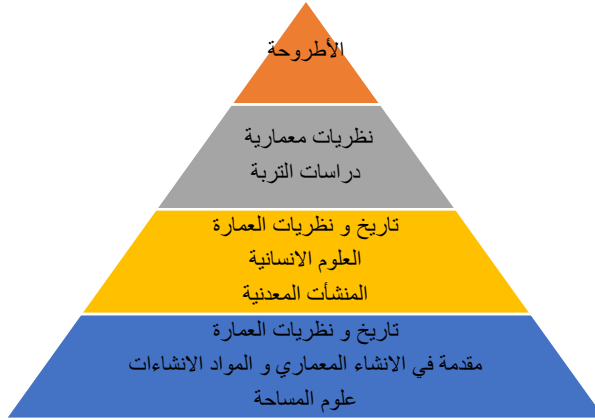 الأطروحة
نظريات معمارية
دراسات التربة
تاريخ و نظريات العمارة
العلوم الانسانية
المنشأت المعدنية
تاريخ و نظريات العمارة
مقدمة في الانشاء المعماري و المواد الانشاءات
علوم المساحة